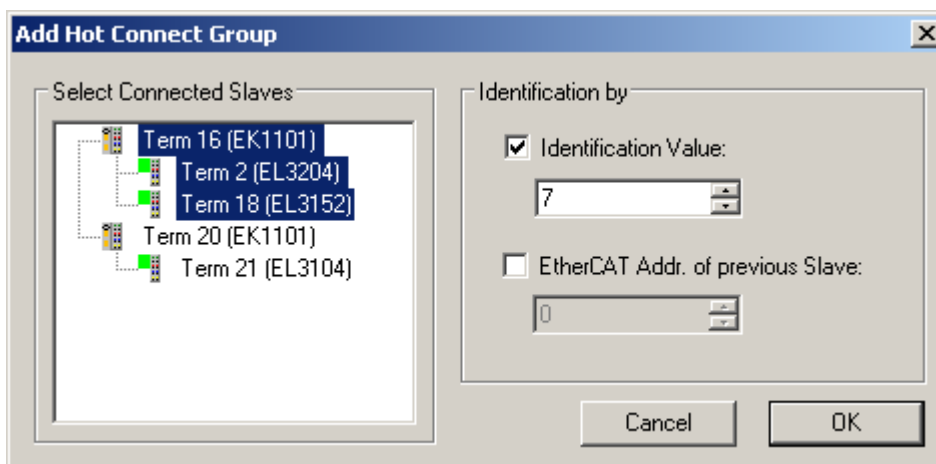 Add Hot Connect Group
Select Connected Slaves
Term 16 (EK1101)
Term 2 (EL3204)
Term 18 (EL3152)
Term 20 (EK1101)
Term 21 (EL3104)
Identification by
Identification Value:
7
EtherCAT Addr. of previous Slave:
0
Cancel
OK